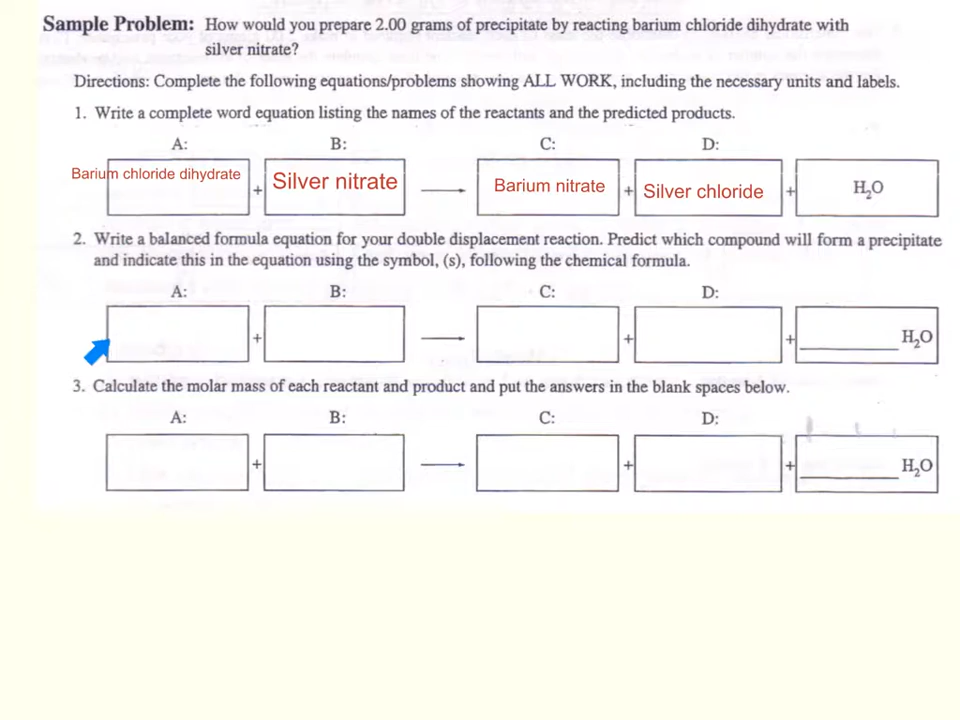 Sample Problem: How would you prepare 2.00 grams of precipitate by reacting barium chloride dihydrate with
silver nitrate?
Directions: Complete the following equations/problems showing ALL WORK, including the necessary units and labels.
1. Write a complete word equation listing the names of the reactants and the predicted products.
A: B: C: D:
Barium chloride dihydrate + Silver nitrate → Barium nitrate + Silver chloride + H₂O
2. Write a balanced formula equation for your double displacement reaction. Predict which compound will form a precipitate
and indicate this in the equation using the symbol, (s), following the chemical formula.
A: B: C: D:
+ → + + ________ H₂O
3. Calculate the molar mass of each reactant and product and put the answers in the blank spaces below.
A: B: C: D:
+ → + + ________ H₂O